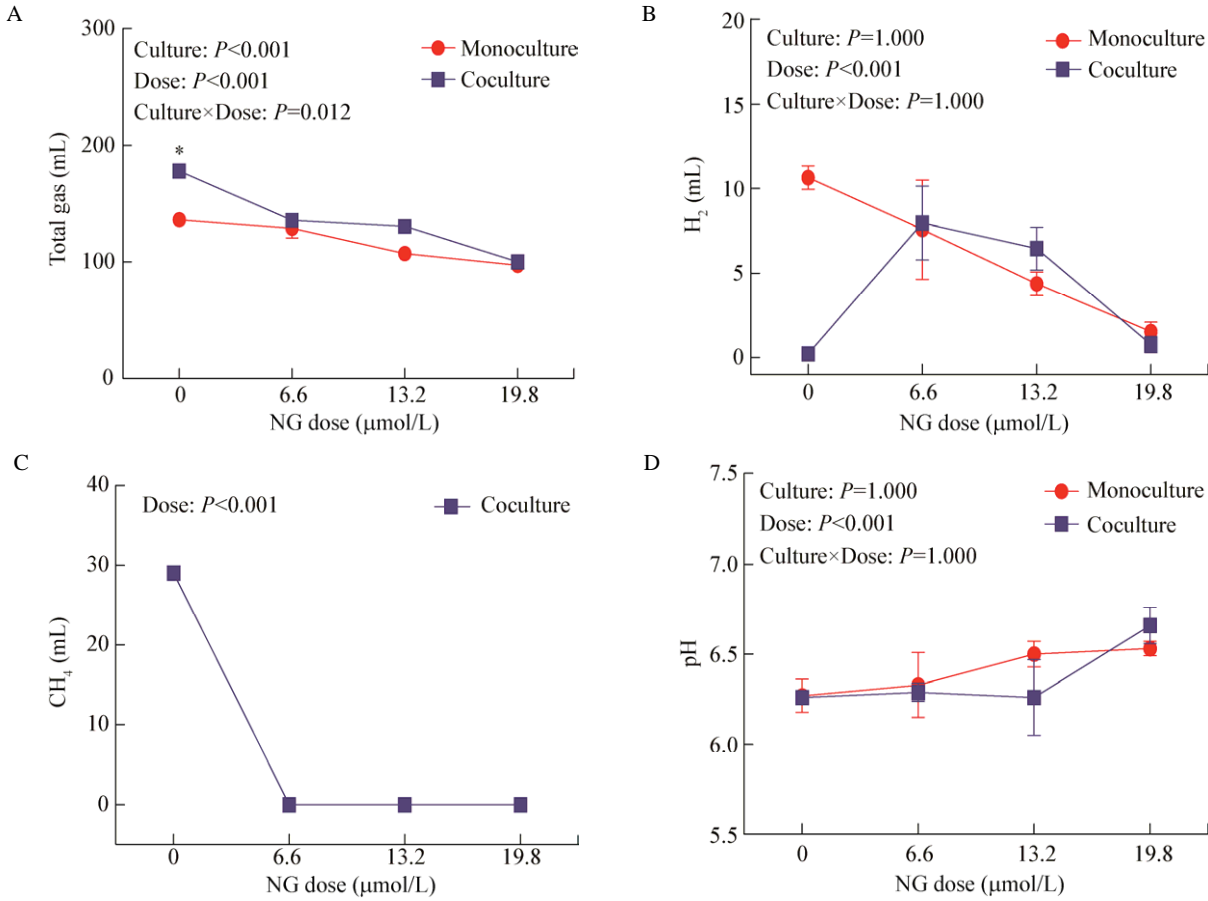 A
Total gas (mL)
300
200
100
0
Culture: P<0.001
Dose: P<0.001
Culture×Dose: P=0.012
Monoculture
Coculture
*
0 6.6 13.2 19.8
NG dose (μmol/L)
B
H₂ (mL)
20
15
10
5
0
Culture: P=1.000
Dose: P<0.001
Culture×Dose: P=1.000
Monoculture
Coculture
0 6.6 13.2 19.8
NG dose (μmol/L)
C
CH₄ (mL)
40
30
20
10
0
Dose: P<0.001
Coculture
0 6.6 13.2 19.8
NG dose (μmol/L)
D
pH
7.5
7.0
6.5
6.0
5.5
Culture: P=1.000
Dose: P<0.001
Culture×Dose: P=1.000
Monoculture
Coculture
0 6.6 13.2 19.8
NG dose (μmol/L)